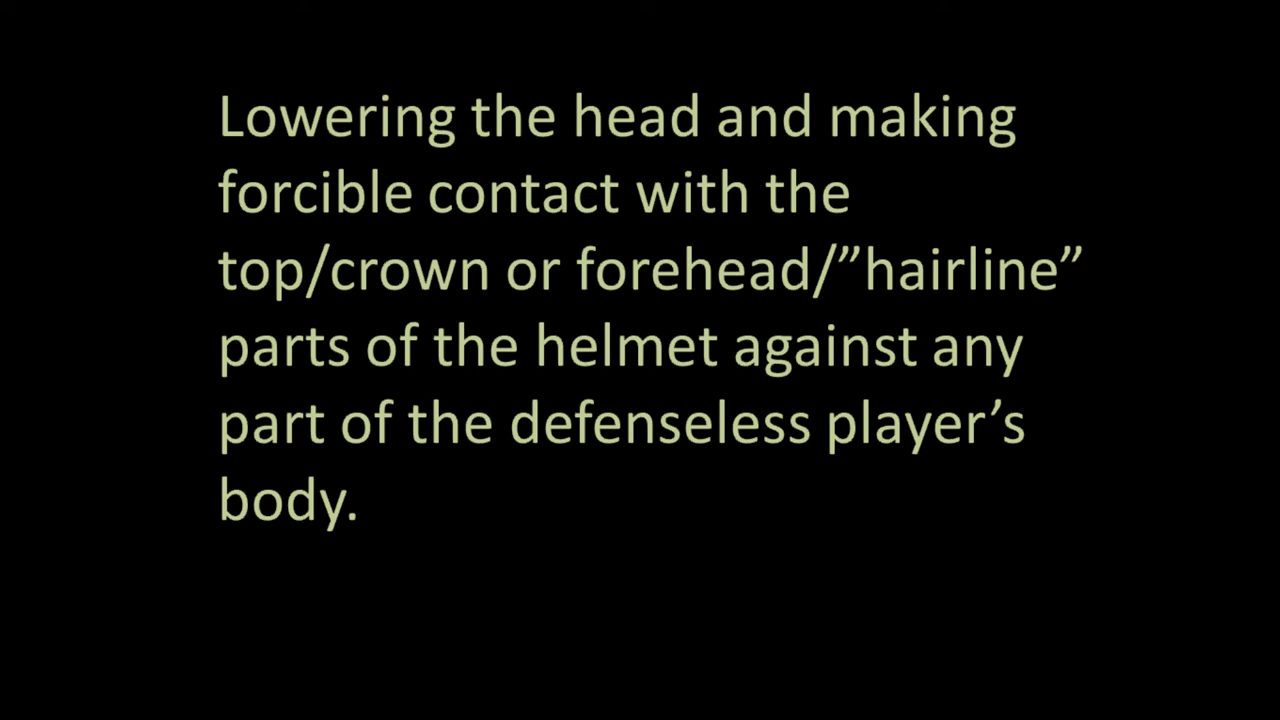 Lowering the head and making
forcible contact with the
top/crown or forehead/”hairline”
parts of the helmet against any
part of the defenseless player’s
body.